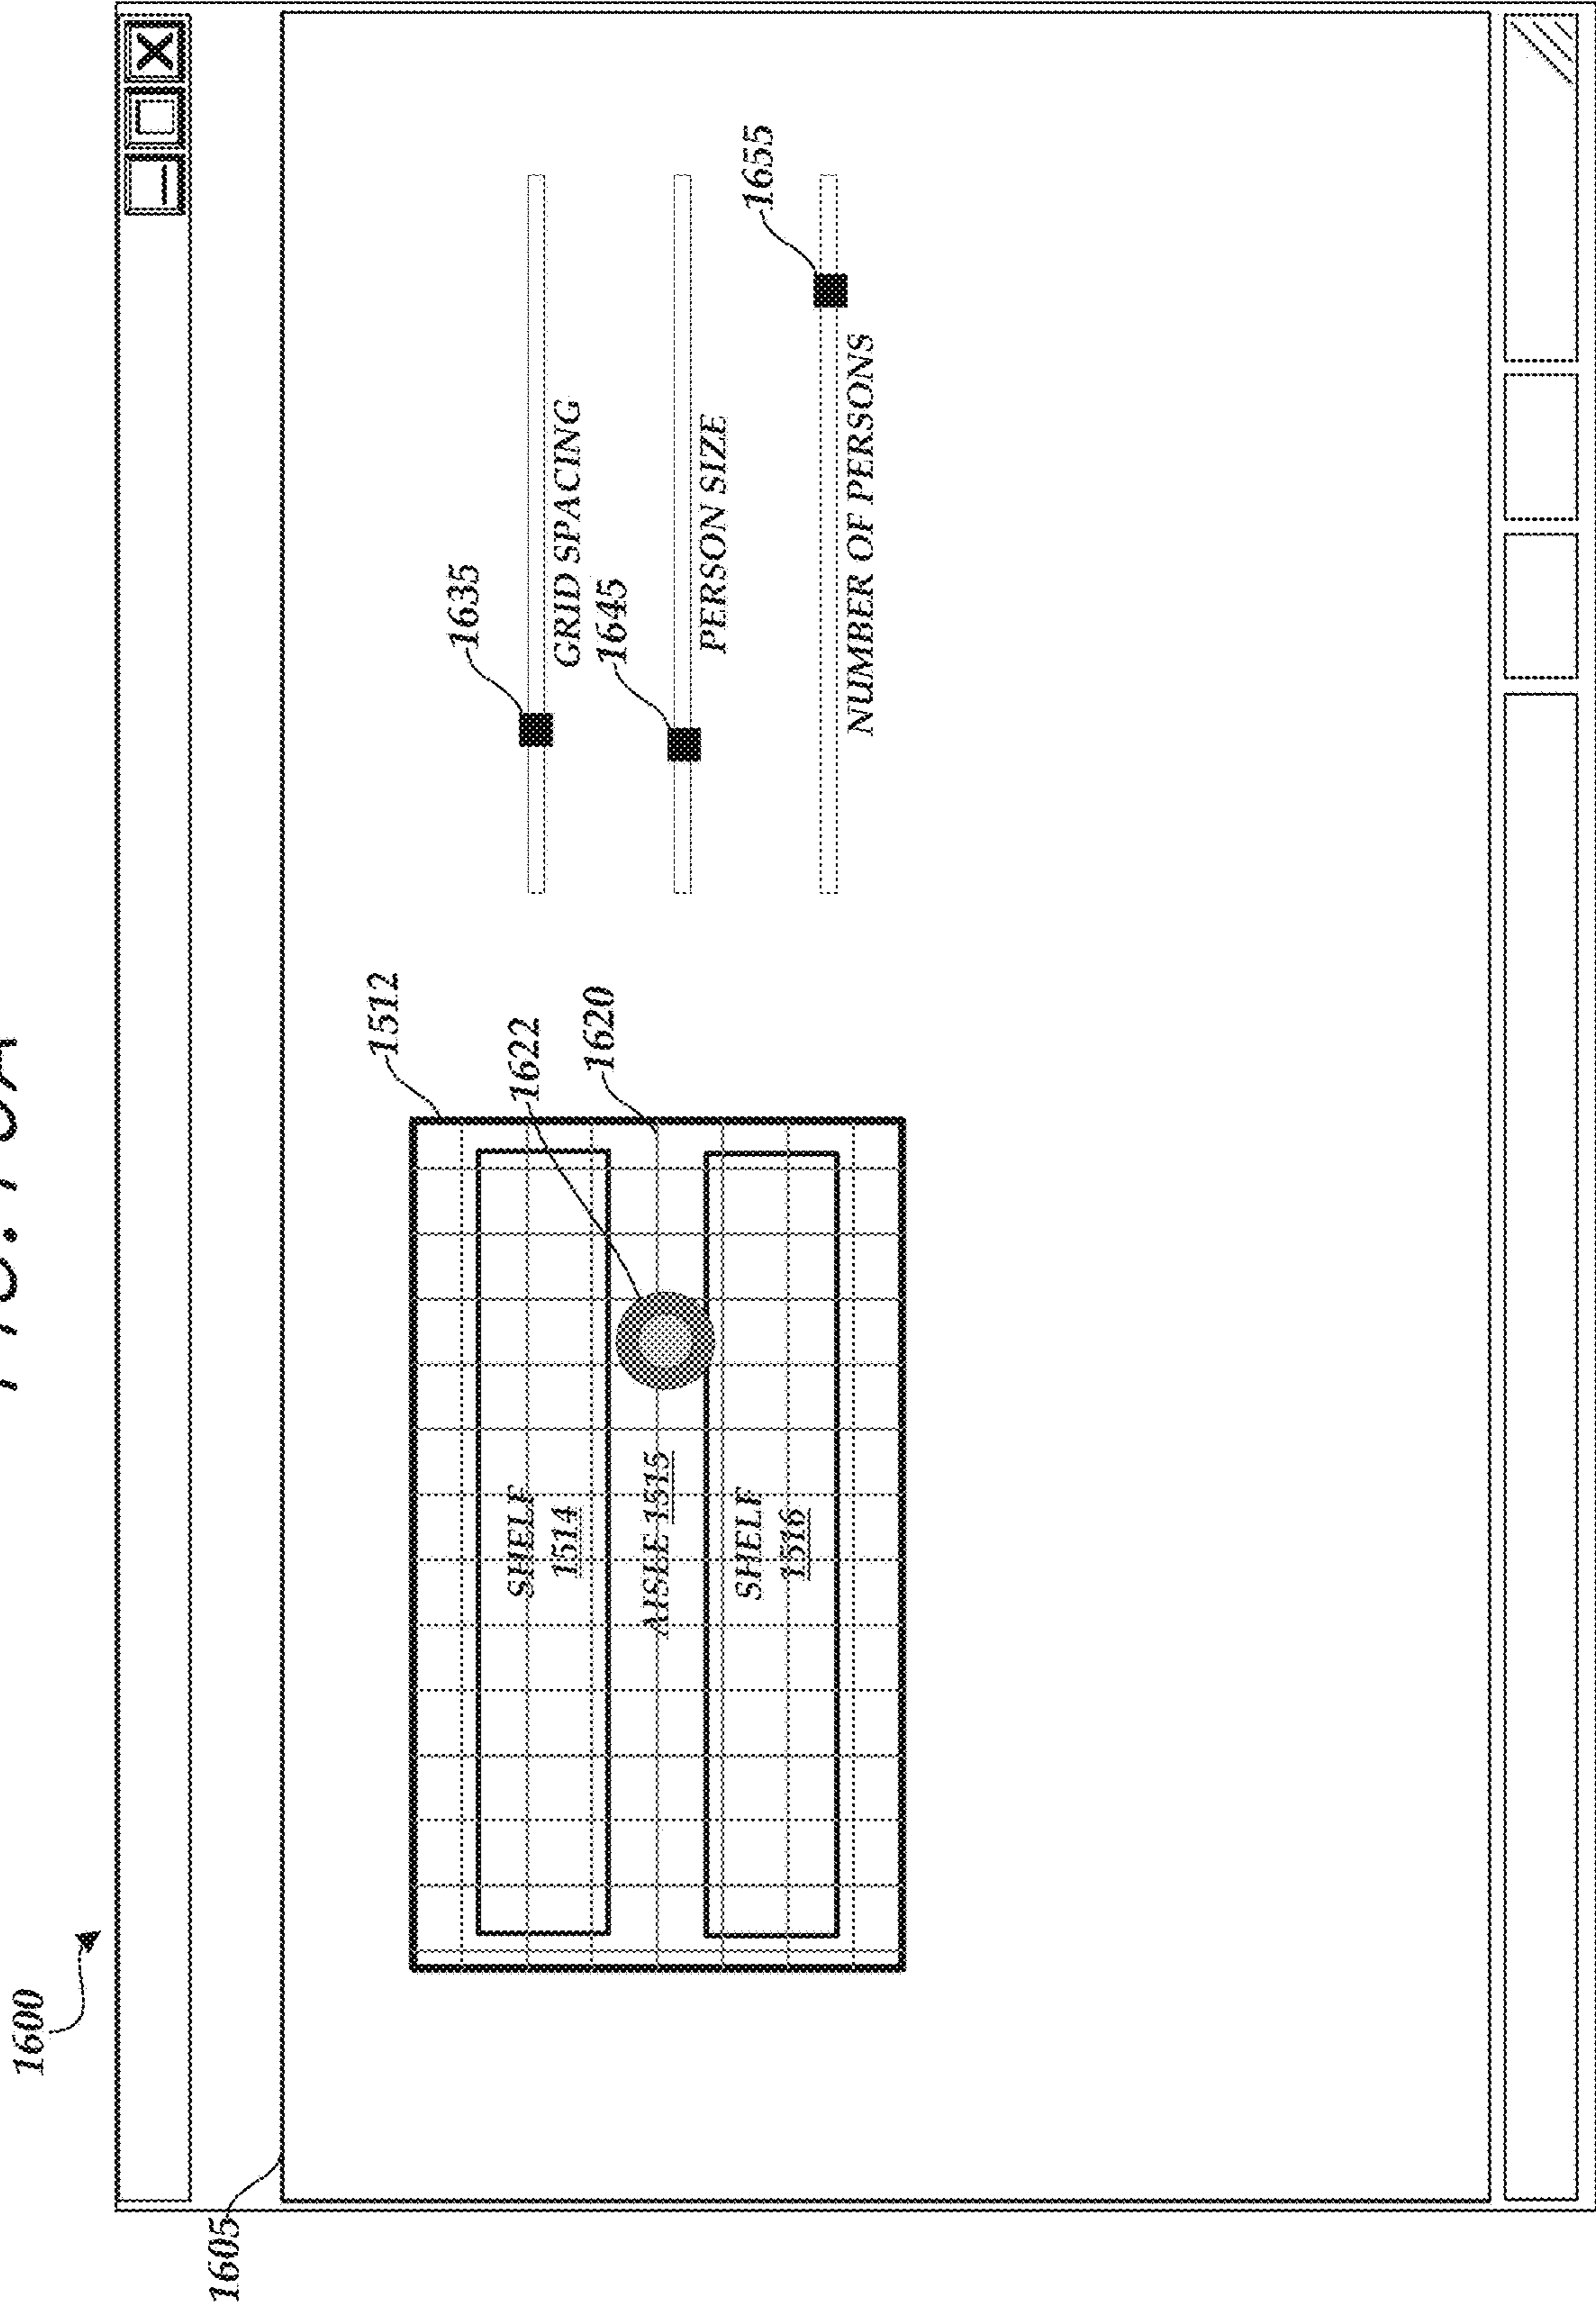 1600
1605
1512
1622
1620
SHELF
1514
AISLE 1515
SHELF
1516
1635
GRID SPACING
1645
PERSON SIZE
1655
NUMBER OF PERSONS